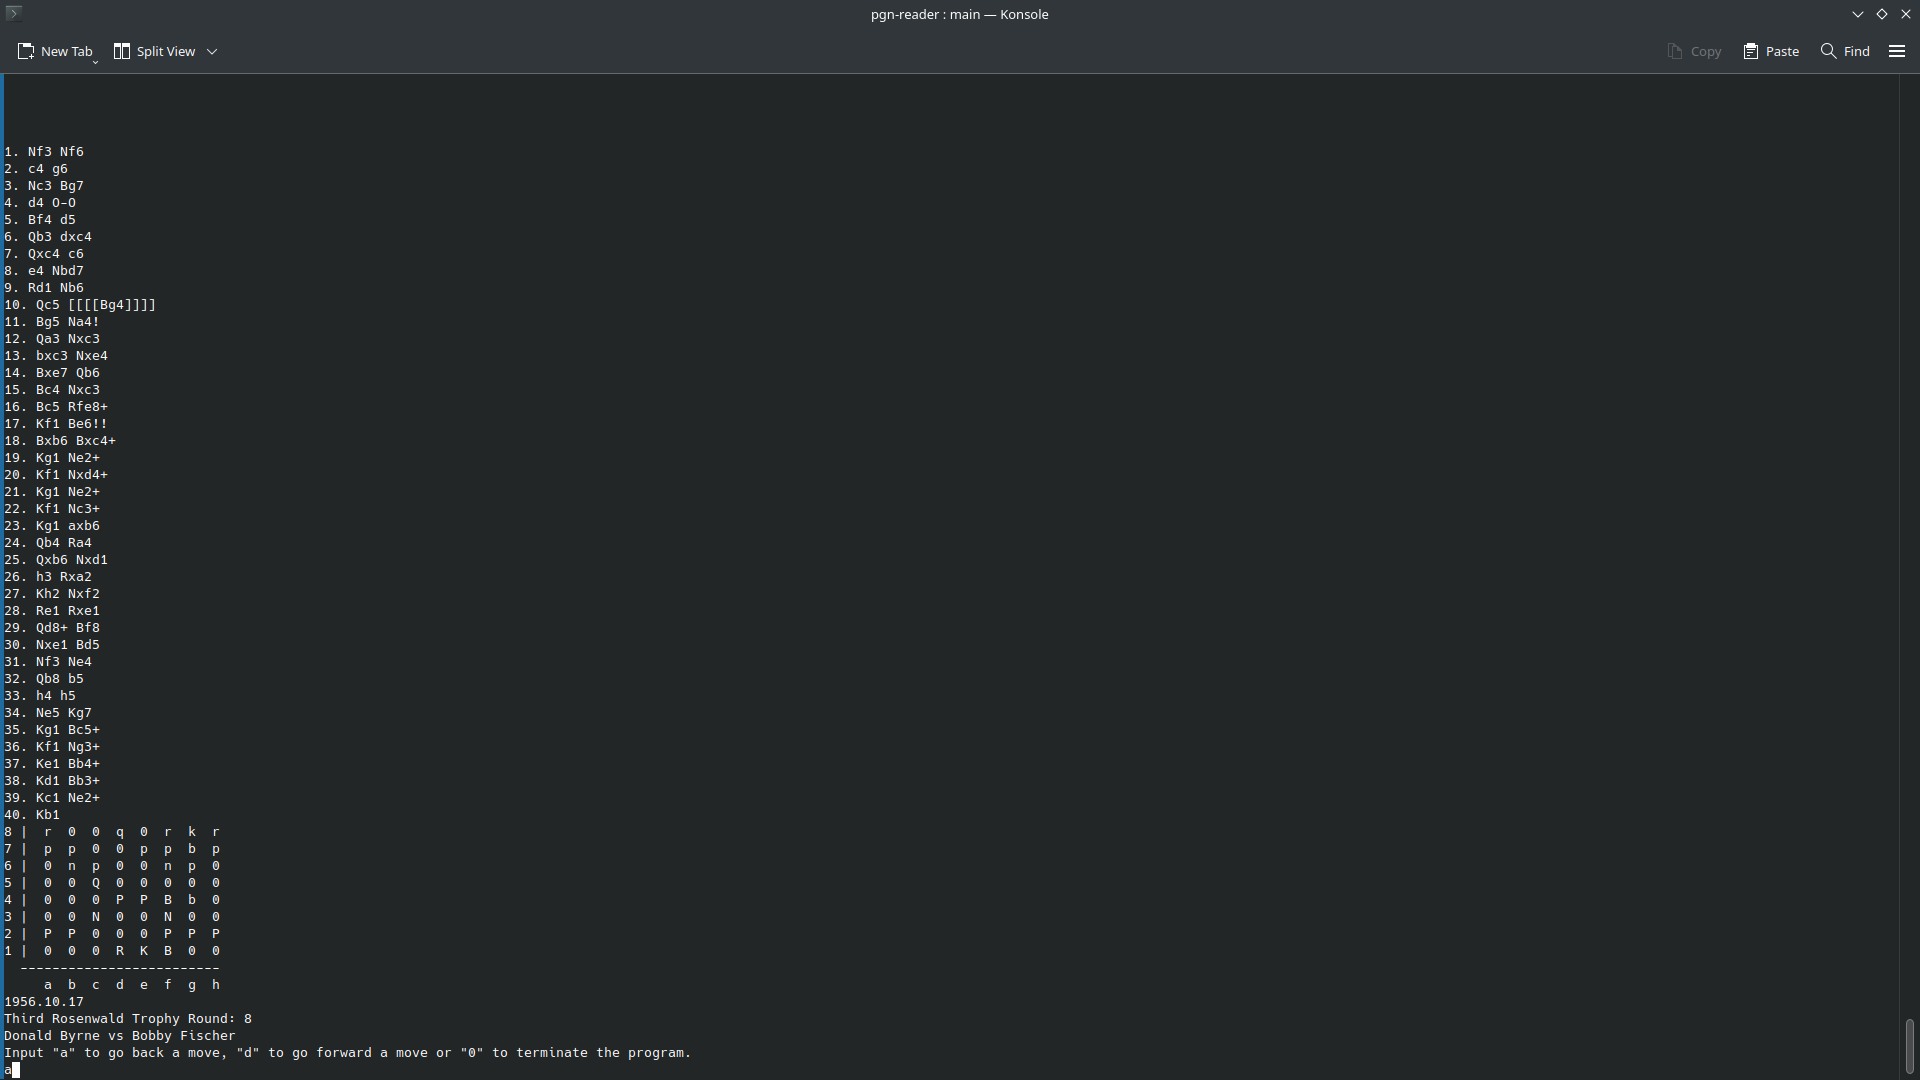 pgn-reader : main — Konsole
New Tab Split View Copy Paste Find
1. Nf3 Nf6
2. c4 g6
3. Nc3 Bg7
4. d4 O-O
5. Bf4 d5
6. Qb3 dxc4
7. Qxc4 c6
8. e4 Nbd7
9. Rd1 Nb6
10. Qc5 [[[[Bg4]]]]
11. Bg5 Na4!
12. Qa3 Nxc3
13. bxc3 Nxe4
14. Bxe7 Qb6
15. Bc4 Nxc3
16. Bc5 Rfe8+
17. Kf1 Be6!!
18. Bxb6 Bxc4+
19. Kg1 Ne2+
20. Kf1 Nxd4+
21. Kg1 Ne2+
22. Kf1 Nc3+
23. Kg1 axb6
24. Qb4 Ra4
25. Qxb6 Nxd1
26. h3 Rxa2
27. Kh2 Nxf2
28. Re1 Rxe1
29. Qd8+ Bf8
30. Nxe1 Bd5
31. Nf3 Ne4
32. Qb8 b5
33. h4 h5
34. Ne5 Kg7
35. Kg1 Bc5+
36. Kf1 Ng3+
37. Ke1 Bb4+
38. Kd1 Bb3+
39. Kc1 Ne2+
40. Kb1
8 | r 0 0 q 0 r k r
7 | p p 0 0 p p b p
6 | 0 n p 0 0 n p 0
5 | 0 0 Q 0 0 0 0 0
4 | 0 0 0 P P B b 0
3 | 0 0 N 0 0 N 0 0
2 | P P 0 0 0 P P P
1 | 0 0 0 R K B 0 0
-------------------------
a b c d e f g h
1956.10.17
Third Rosenwald Trophy Round: 8
Donald Byrne vs Bobby Fischer
Input "a" to go back a move, "d" to go forward a move or "0" to terminate the program.
a